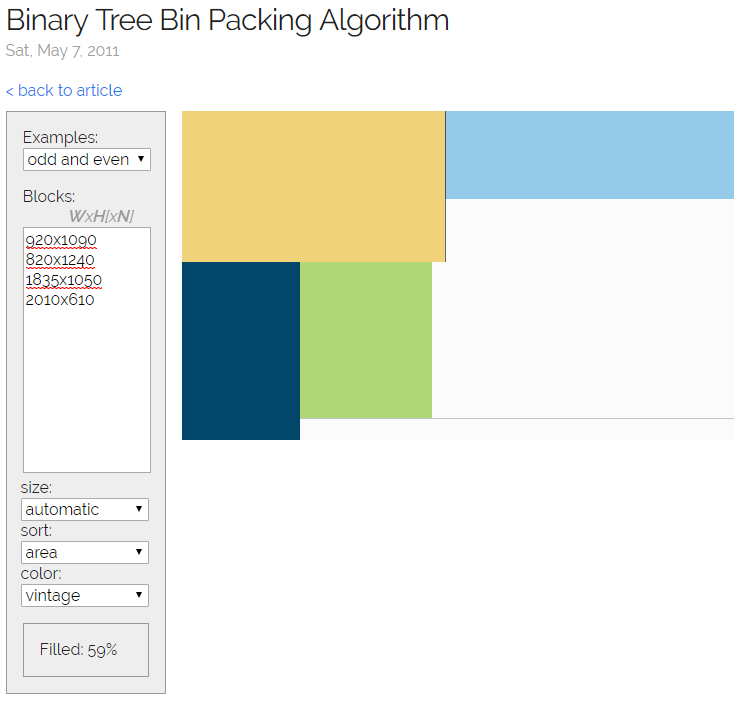 Binary Tree Bin Packing Algorithm
Sat, May 7, 2011
< back to article
Examples:
odd and even
Blocks:
WxH[xN]
920x1090
820x1240
1835x1050
2010x610
size:
automatic
sort:
area
color:
vintage
Filled: 59%